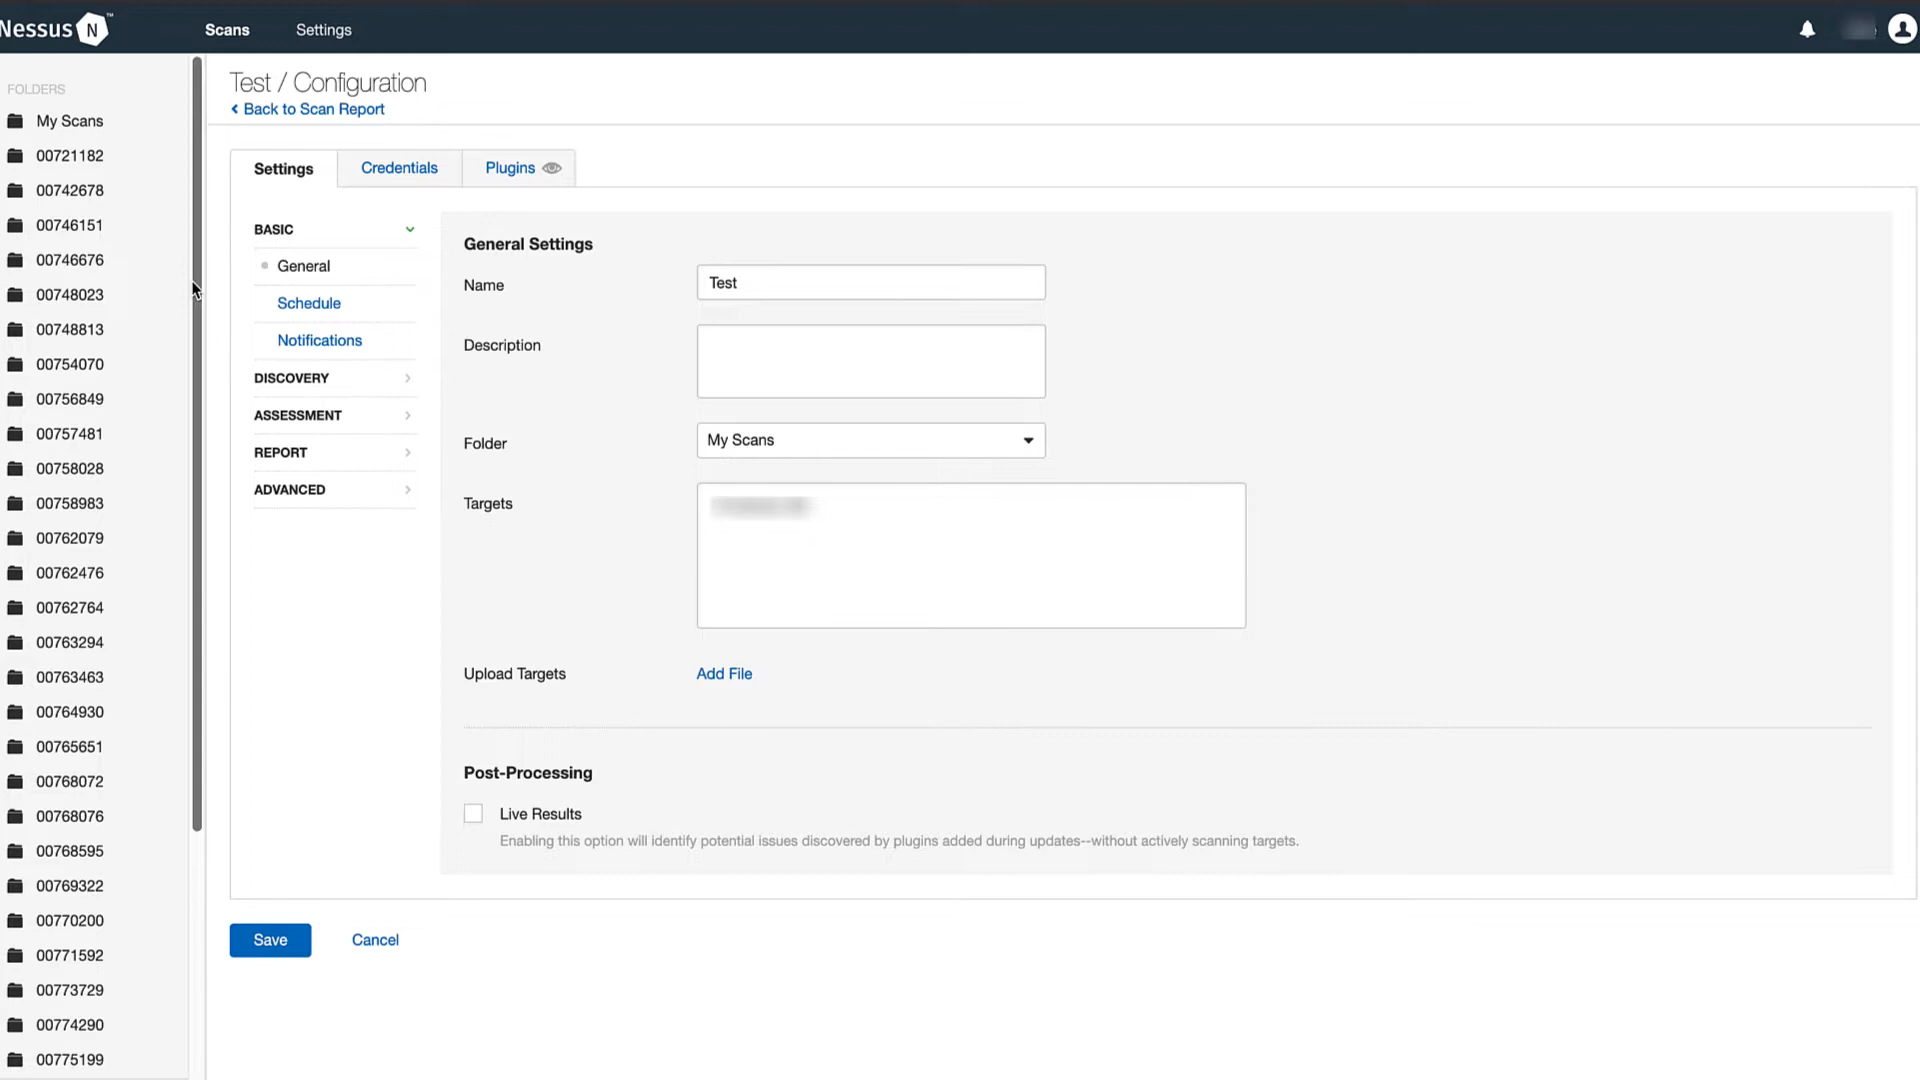 Nessus N ™
Scans
Settings
FOLDERS
My Scans
00721182
00742678
00746151
00746676
00748023
00748813
00754070
00756849
00757481
00758028
00758983
00762079
00762476
00762764
00763294
00763463
00764930
00765651
00768072
00768076
00768595
00769322
00770200
00771592
00773729
00774290
00775199
Test / Configuration
Back to Scan Report
Settings
Credentials
Plugins
BASIC
General
Schedule
Notifications
DISCOVERY
ASSESSMENT
REPORT
ADVANCED
General Settings
Name
Test
Description
Folder
My Scans
Targets
Upload Targets
Add File
Post-Processing
Live Results
Enabling this option will identify potential issues discovered by plugins added during updates--without actively scanning targets.
Save
Cancel